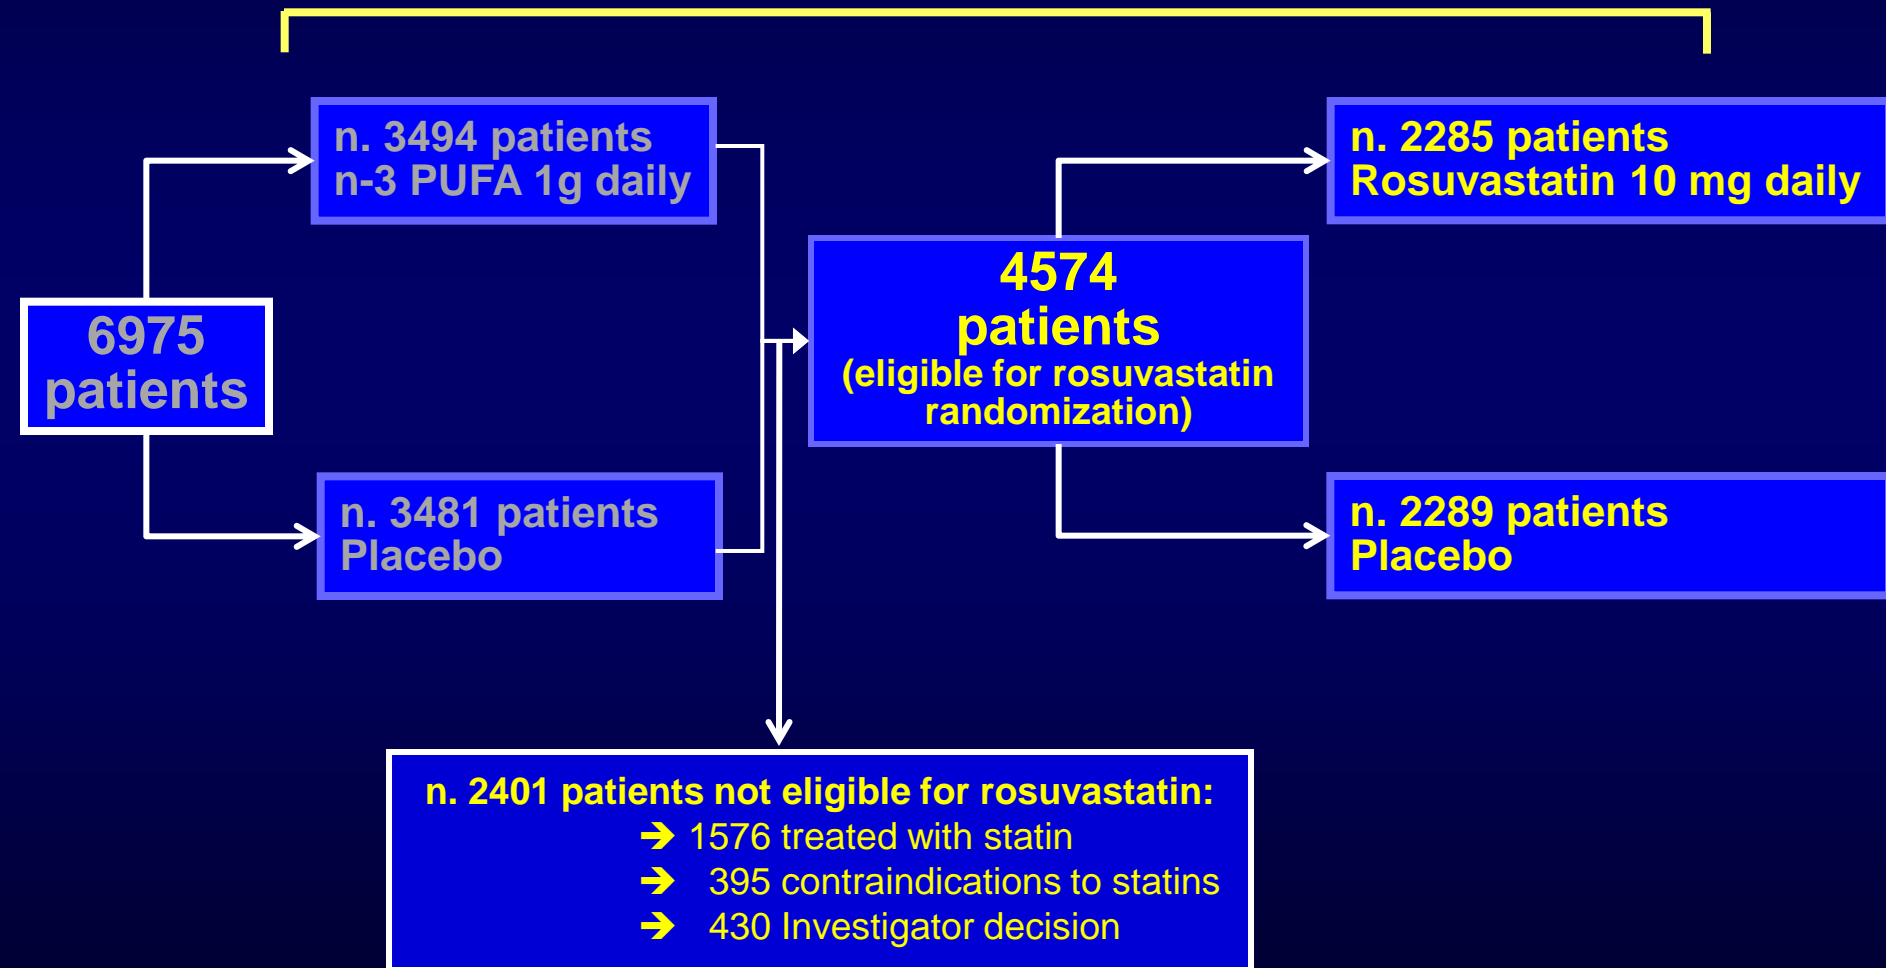 n. 3494 patients
n-3 PUFA 1g daily
n. 2285 patients
Rosuvastatin 10 mg daily
6975
patients
4574
patients
(eligible for rosuvastatin
randomization)
n. 3481 patients
Placebo
n. 2289 patients
Placebo
n. 2401 patients not eligible for rosuvastatin:
➔ 1576 treated with statin
➔ 395 contraindications to statins
➔ 430 Investigator decision